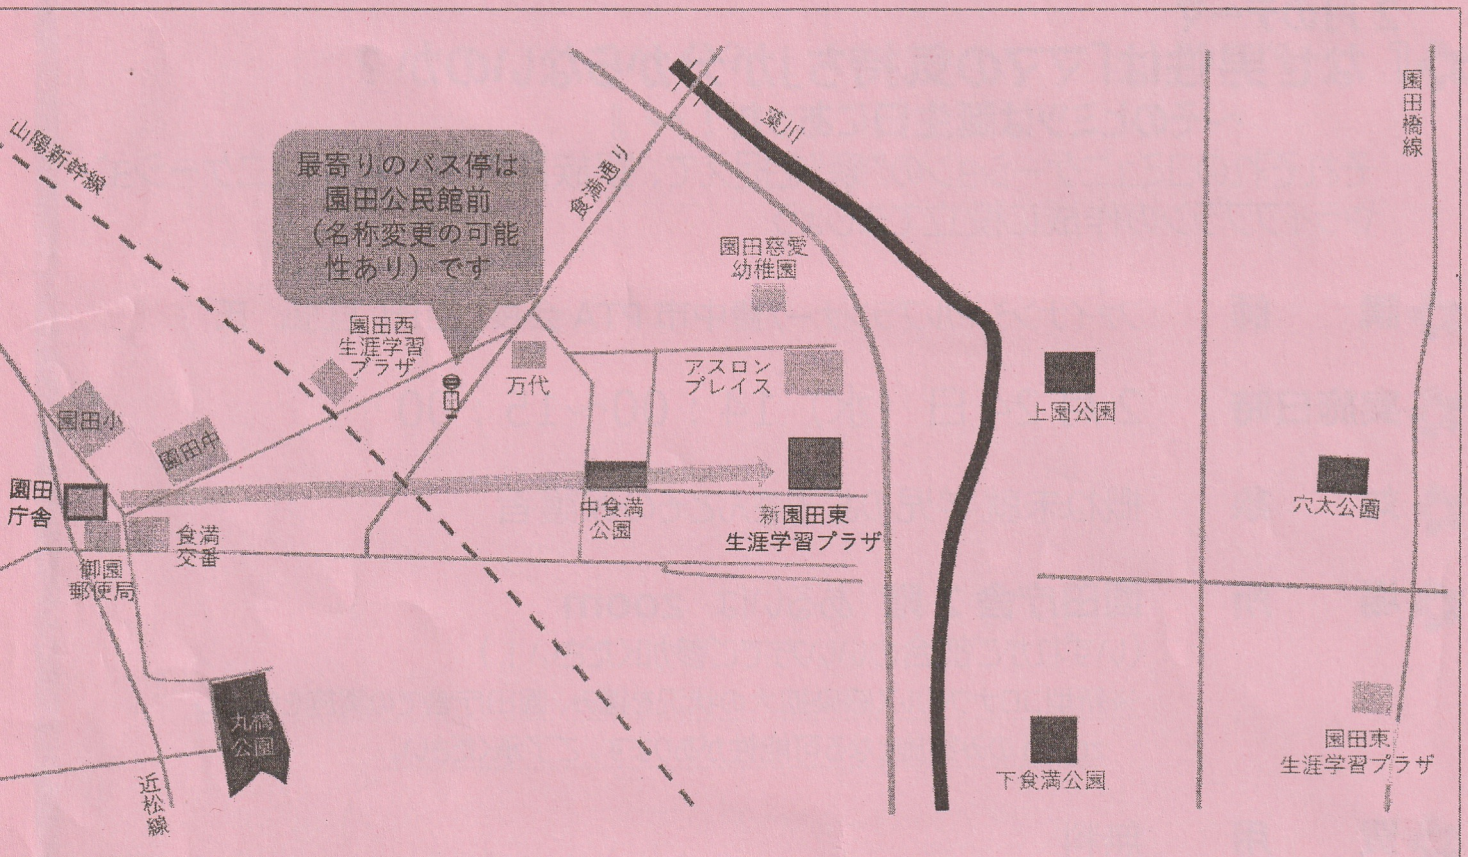 山陽新幹線
最寄りのバス停は
園田公民館前
（名称変更の可能
性あり）です
食満通り
藻川
園田橋線
園田慈愛
幼稚園
園田西
生涯学習
プラザ
万代
アスロン
プレイス
上園公園
園田小
園田中
園田
庁舎
食満
交番
御園
郵便局
中食満
公園
新園田東
生涯学習プラザ
穴太公園
丸橋
公園
近松線
下食満公園
園田東
生涯学習プラザ